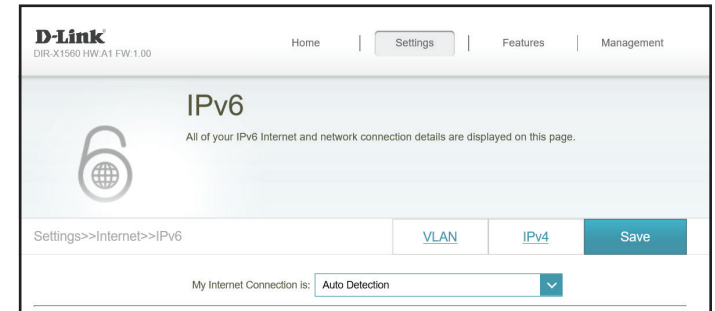 D-Link
DIR-X1560 HW:A1 FW:1.00
Home
Settings
Features
Management
IPv6
All of your IPv6 Internet and network connection details are displayed on this page.
Settings>>Internet>>IPv6
VLAN
IPv4
Save
My Internet Connection is: Auto Detection